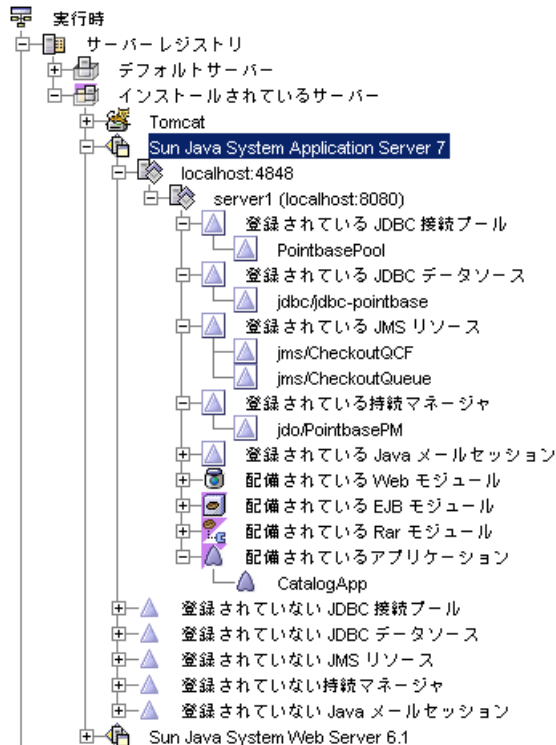 実行時
サーバーレジストリ
デフォルトサーバー
インストールされているサーバー
Tomcat
Sun Java System Application Server 7
localhost:4848
server1 (localhost:8080)
登録されている JDBC 接続プール
PointbasePool
登録されている JDBC データソース
jdbc/jdbc-pointbase
登録されている JMS リソース
jms/CheckoutQCF
jms/CheckoutQueue
登録されている持続マネージャ
jdo/PointbasePM
登録されている Java メールセッション
配備されている Web モジュール
配備されている EJB モジュール
配備されている Rar モジュール
配備されているアプリケーション
CatalogApp
登録されていない JDBC 接続プール
登録されていない JDBC データソース
登録されていない JMS リソース
登録されていない持続マネージャ
登録されていない Java メールセッション
Sun Java System Web Server 6.1